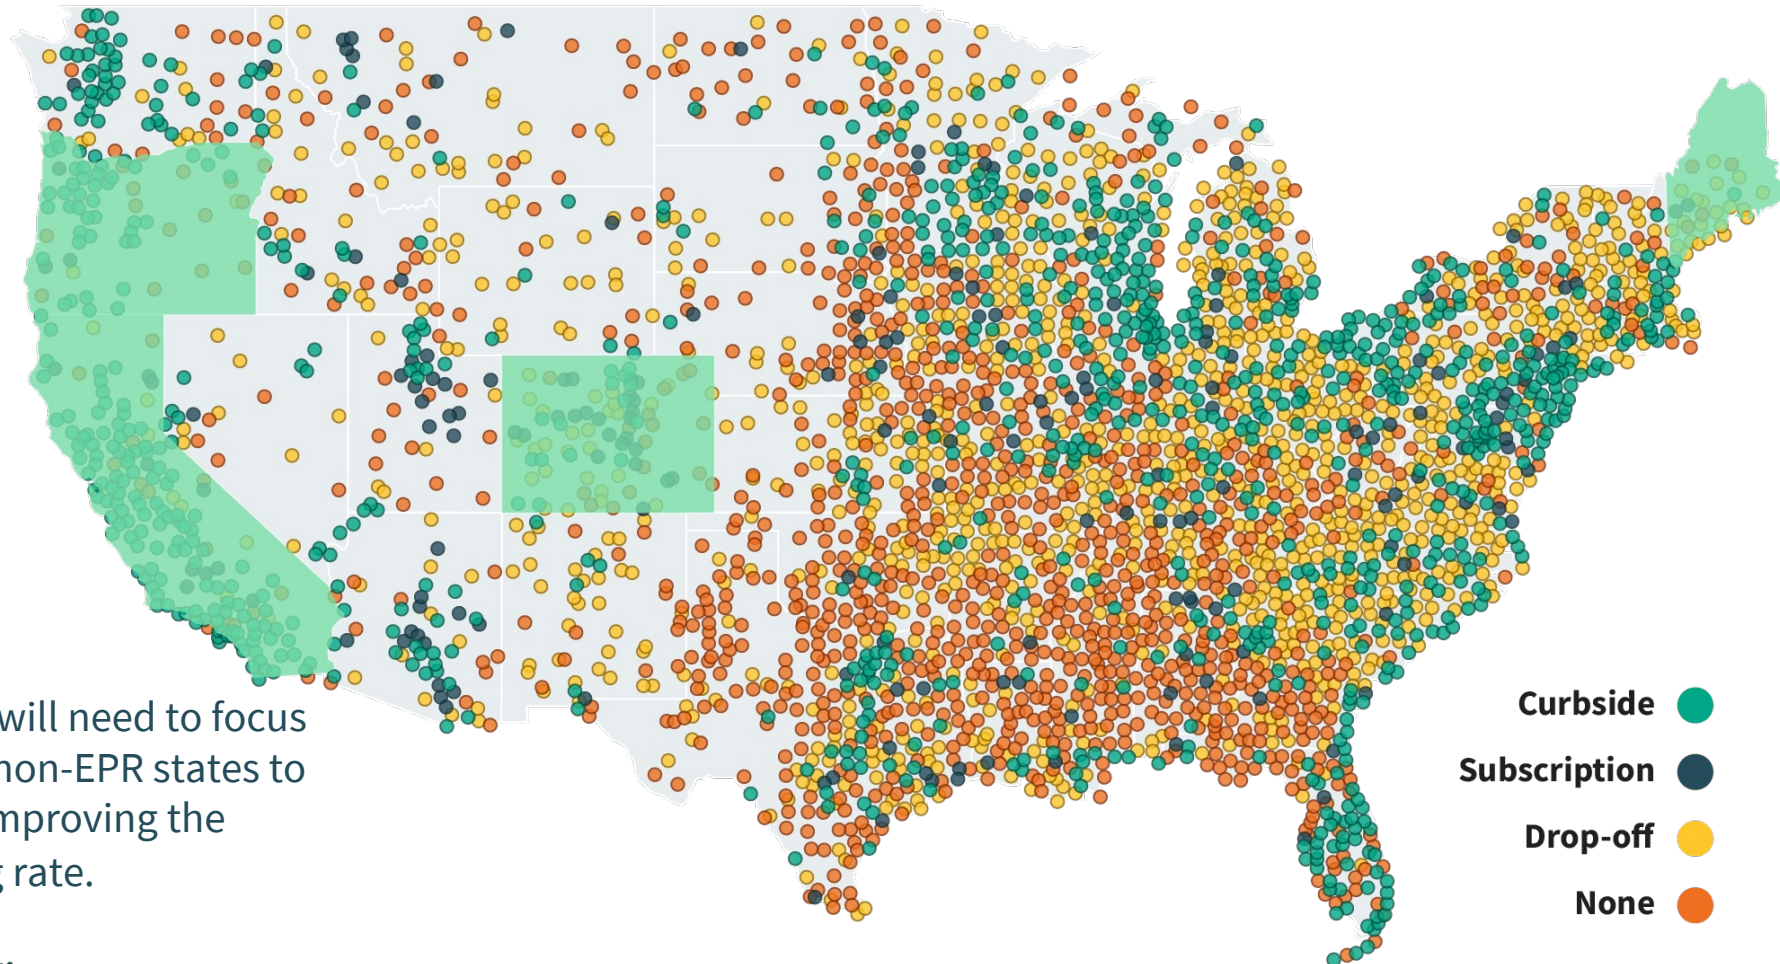 will need to focus
non-EPR states to
mproving the
rate.
Curbside
Subscription
Drop-off
None